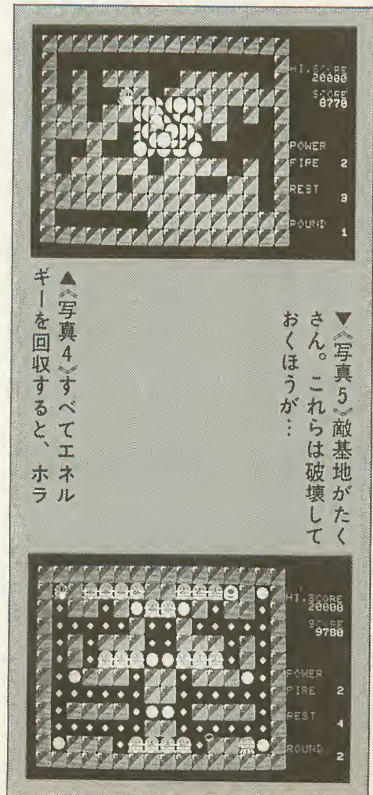 HI.SCORE
20000
SCORE
8770
POWER
FIRE 2
REST 3
ROUND 1
▼《写真5》敵基地がたく
さん。これらは破壊して
おくほうが…
▲《写真4》すべてエネル
ギーを回収すると、ホラ
HI.SCORE
20000
SCORE
9780
POWER
FIRE 2
REST 4
ROUND 2